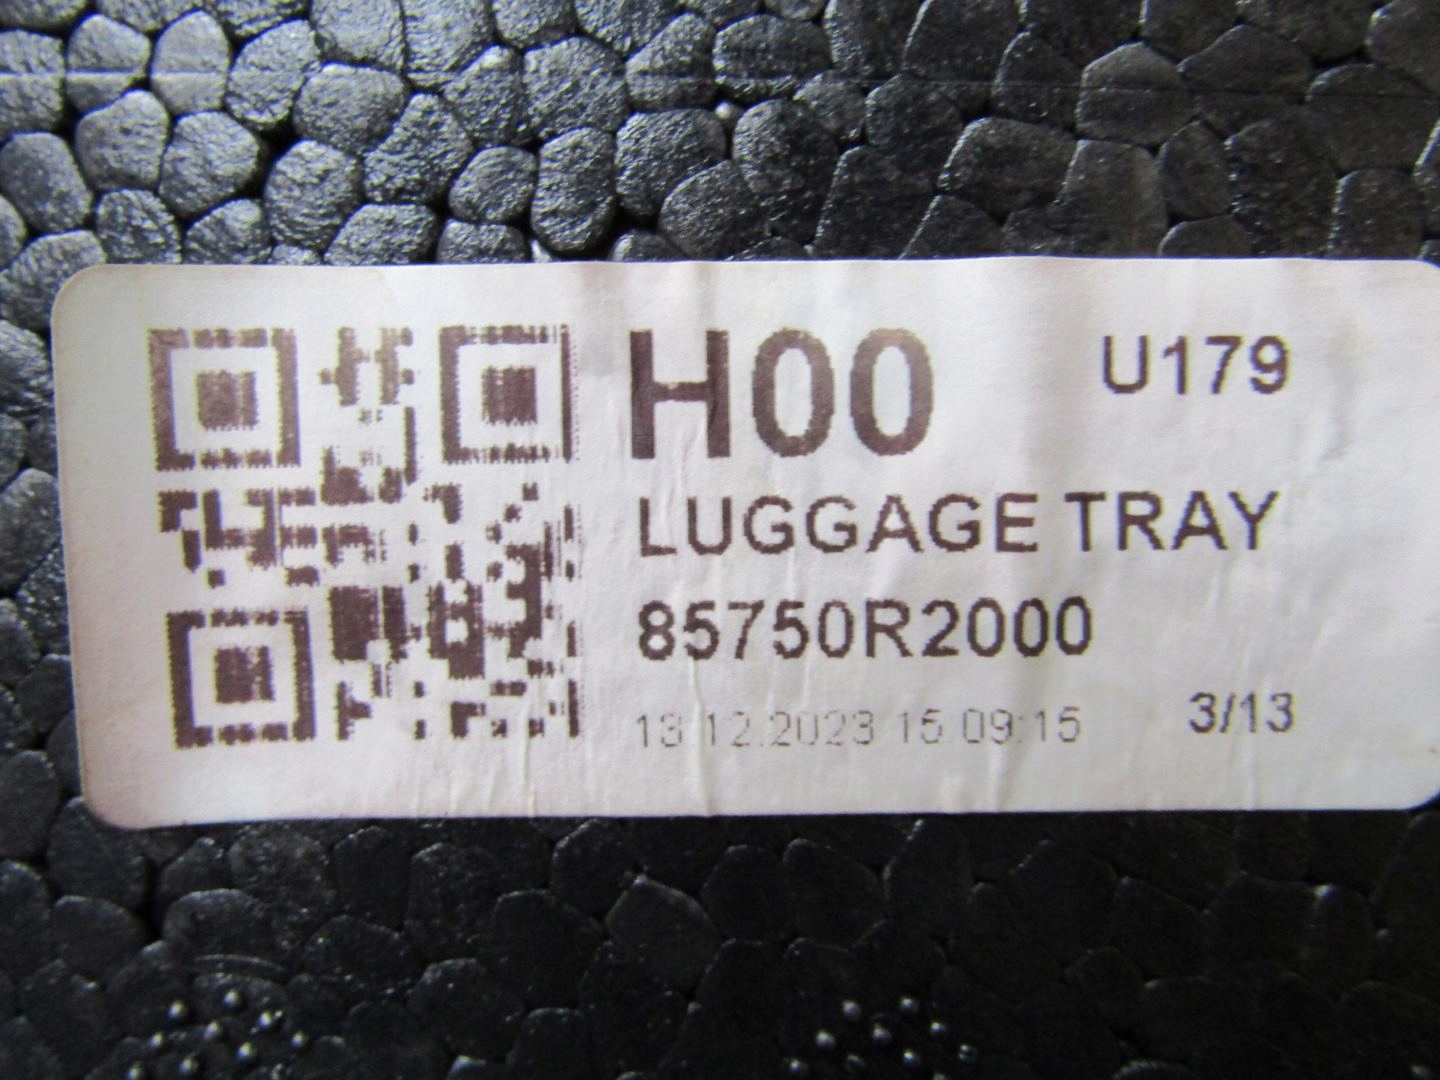 H00 U179
LUGGAGE TRAY
85750R2000
13.12.2023 15:09:15 3/13